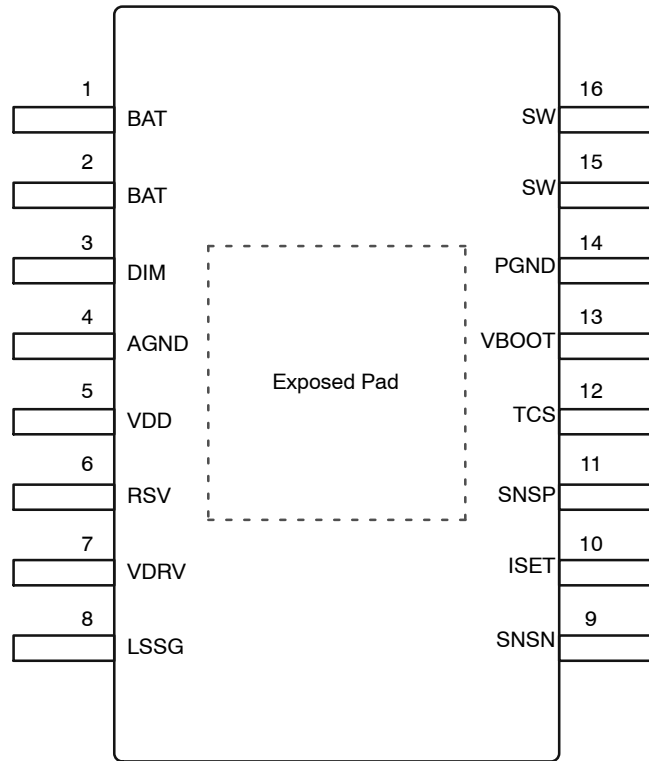 1
BAT
2
BAT
3
DIM
4
AGND
5
VDD
6
RSV
7
VDRV
8
LSSG
Exposed Pad
16
SW
15
SW
14
PGND
13
VBOOT
12
TCS
11
SNSP
10
ISET
9
SNSN